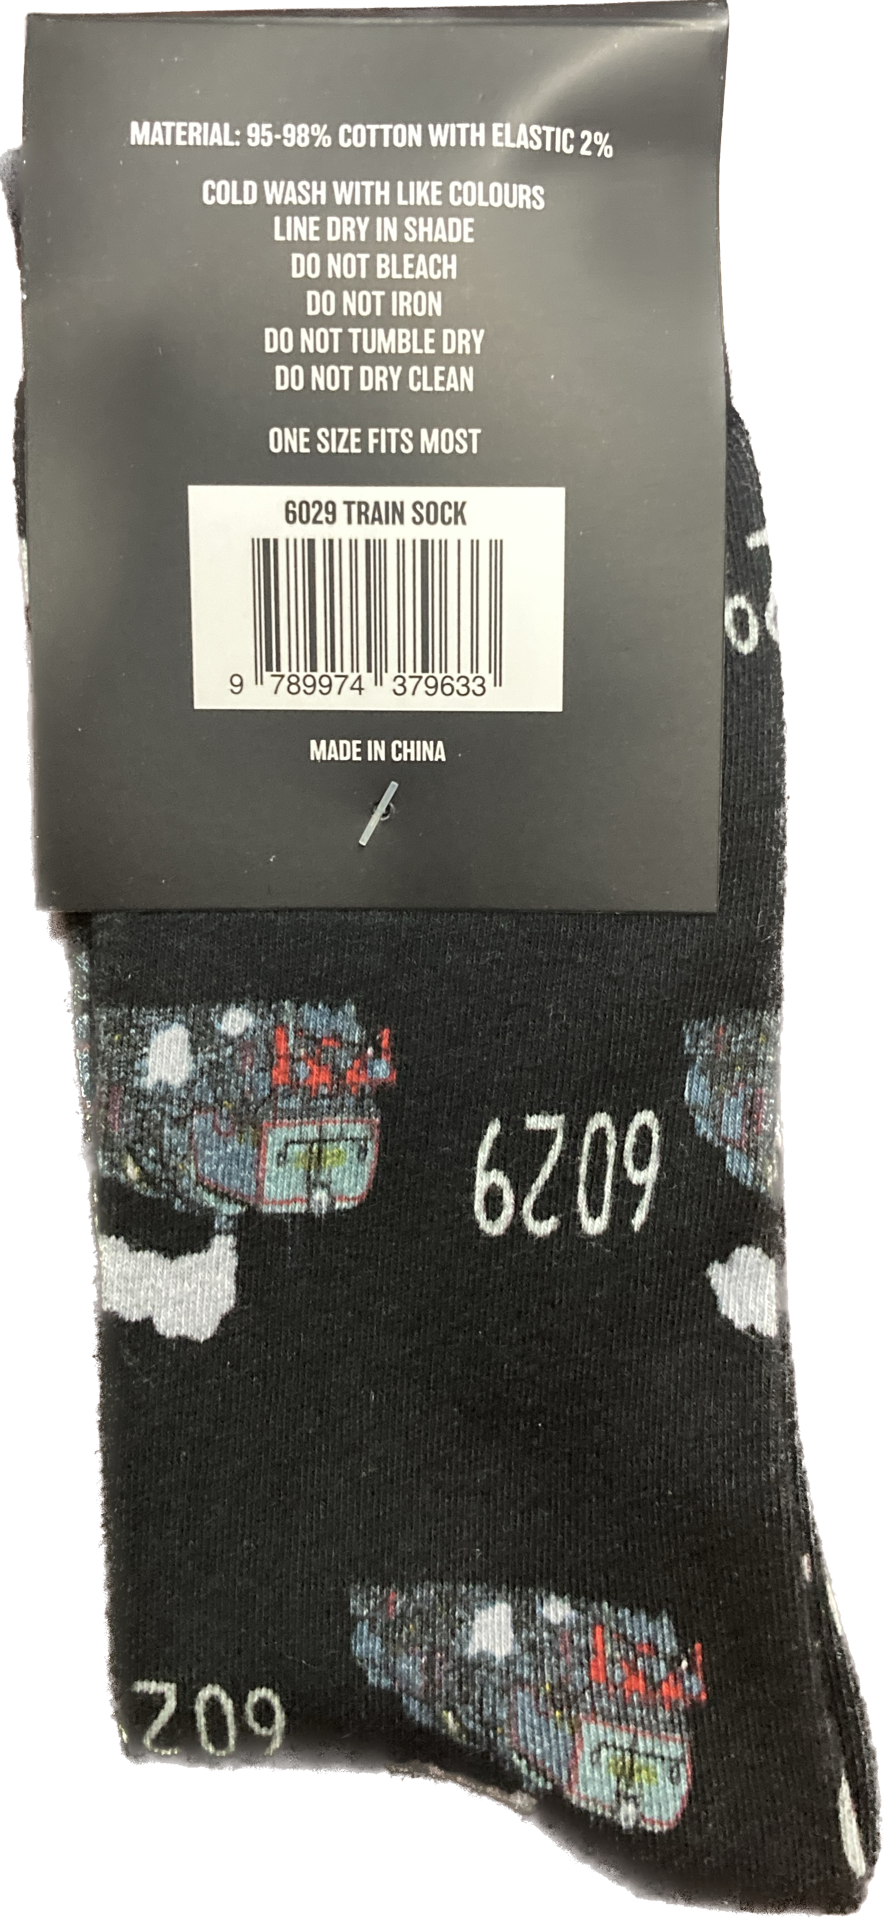 MATERIAL: 95-98% COTTON WITH ELASTIC 2%
COLD WASH WITH LIKE COLOURS
LINE DRY IN SHADE
DO NOT BLEACH
DO NOT IRON
DO NOT TUMBLE DRY
DO NOT DRY CLEAN
ONE SIZE FITS MOST
6029 TRAIN SOCK
9 789974 379633
MADE IN CHINA
6029
602